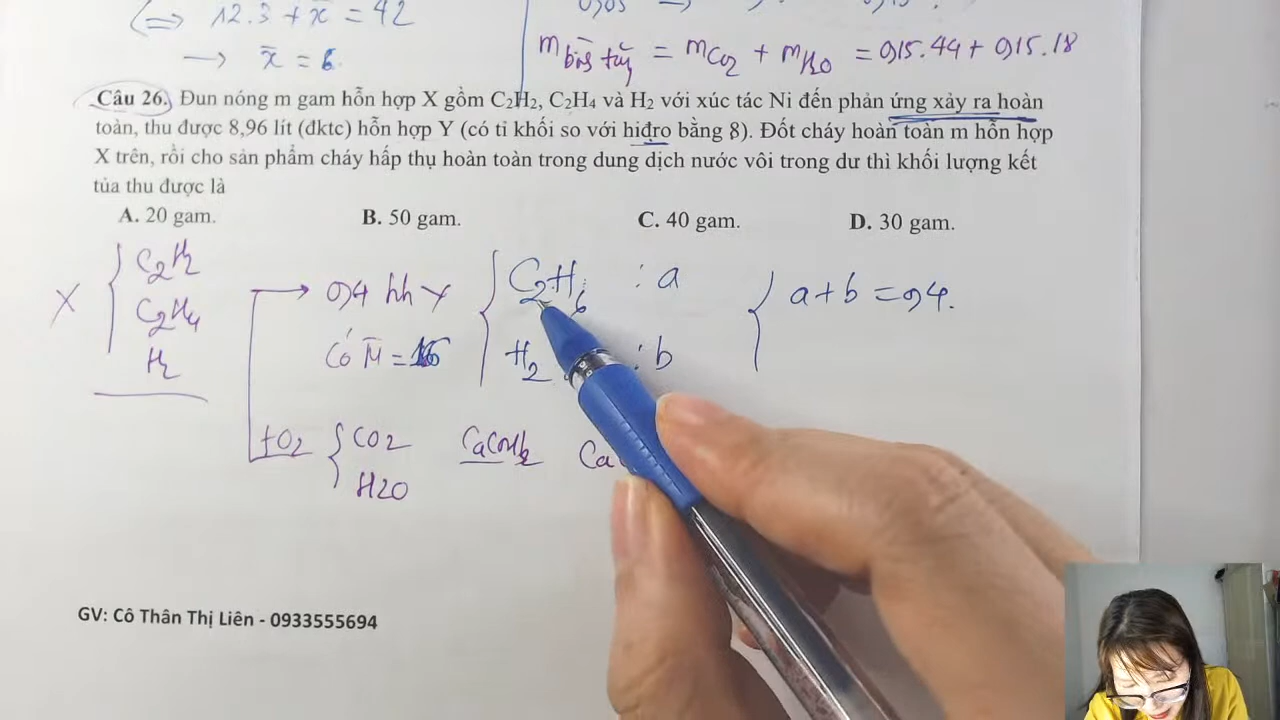 ⇔ 12.3 + x̄ = 42
→ x̄ = 6
m bình tăng = mCO2 + mH2O = 0,15.44 + 0,15.18
Câu 26. Đun nóng m gam hỗn hợp X gồm C₂H₂, C₂H₄ và H₂ với xúc tác Ni đến phản ứng xảy ra hoàn
toàn, thu được 8,96 lít (đktc) hỗn hợp Y (có tỉ khối so với hiđro bằng 8). Đốt cháy hoàn toàn m hỗn hợp
X trên, rồi cho sản phẩm cháy hấp thụ hoàn toàn trong dung dịch nước vôi trong dư thì khối lượng kết
tủa thu được là
A. 20 gam. B. 50 gam. C. 40 gam. D. 30 gam.
X { C2H2
C2H4
H2
→ 0,4 hh Y
có M̄ = 16
{ C2H6 : a
H2 : b
{ a + b = 0,4.
+O2 { CO2
H2O
Ca(OH)2
Ca
GV: Cô Thân Thị Liên - 0933555694